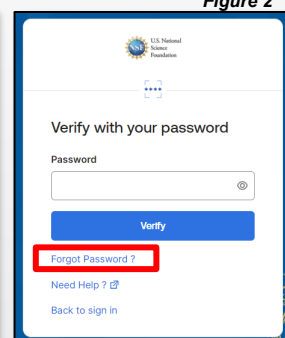 Figure 2
NSF
U.S. National
Science
Foundation
Verify with your password
Password
Verify
Forgot Password ?
Need Help ?
Back to sign in